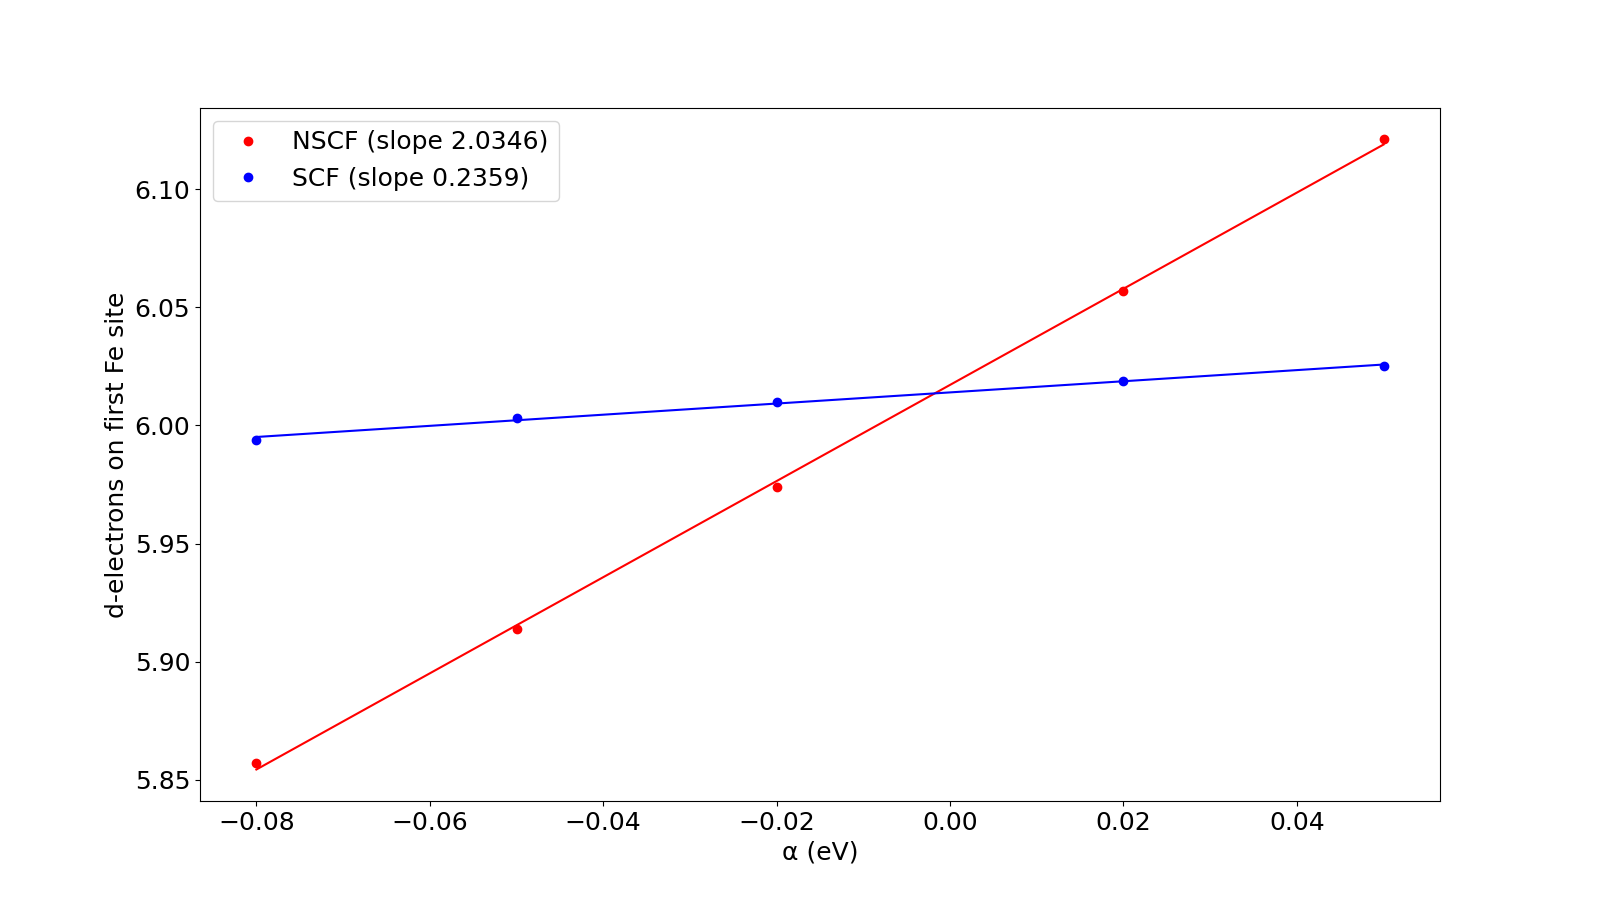 NSCF (slope 2.0346)
SCF (slope 0.2359)
6.10
6.05
6.00
5.95
5.90
5.85
d-electrons on first Fe site
−0.08 −0.06 −0.04 −0.02 0.00 0.02 0.04
α (eV)